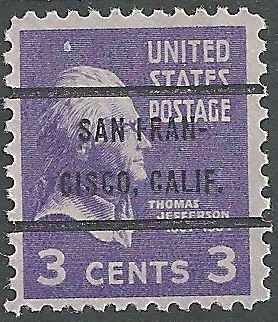 UNITED
STATES
POSTAGE
SAN FRAN-
CISCO, CALIF.
THOMAS
JEFFERSON
3 CENTS 3